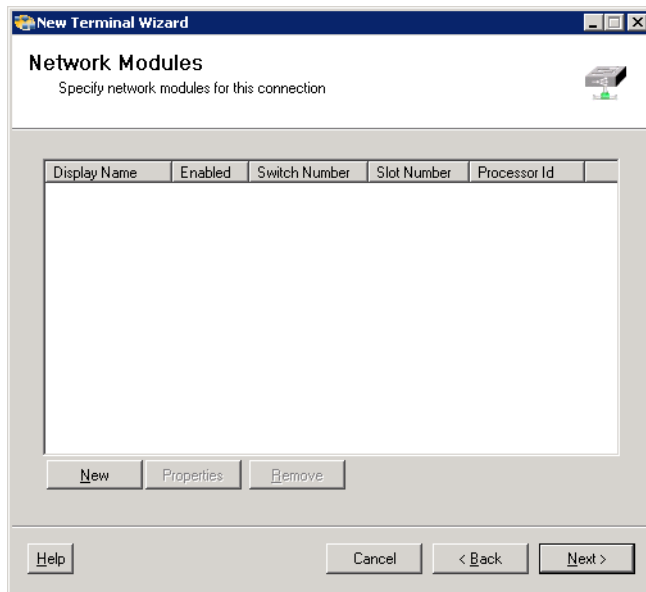 New Terminal Wizard
Network Modules
Specify network modules for this connection
Display Name Enabled Switch Number Slot Number Processor Id
New Properties Remove
Help Cancel < Back Next >